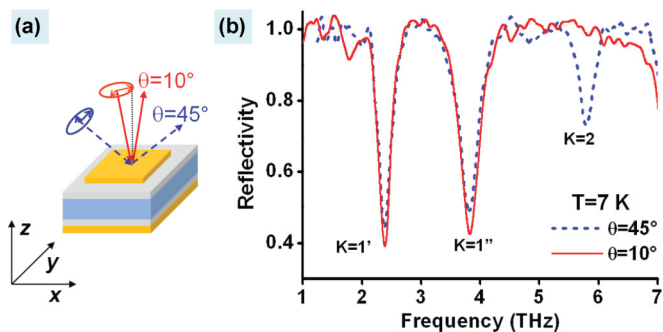 (a)
θ=10°
θ=45°
z
y
x
(b)
Reflectivity
1.0
0.8
0.6
0.4
K=1'
K=1"
K=2
T=7 K
θ=45°
θ=10°
1 2 3 4 5 6 7
Frequency (THz)